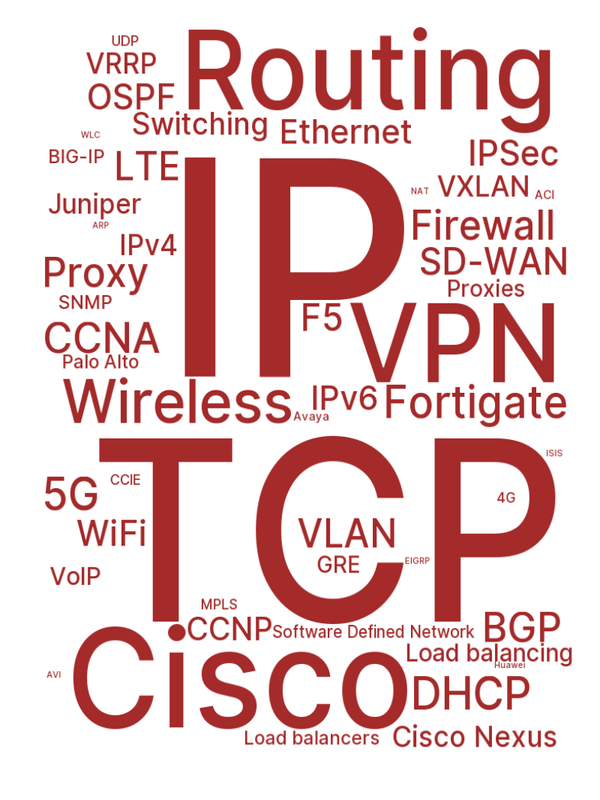 UDP
Routing
VRRP
OSPF
Switching
Ethernet
WLC
BIG-IP
LTE
IPSec
IP
NAT
VXLAN
ACI
Juniper
ARP
Firewall
IPv4
SD-WAN
Proxy
Proxies
SNMP
F5
VPN
CCNA
Palo Alto
Wireless
IPv6
Fortigate
Avaya
TCP
ISIS
5G
CCIE
4G
WiFi
VLAN
GRE
EIGRP
VoIP
MPLS
CCNP
Software Defined Network
BGP
Cisco
Load balancing
Huawei
AVI
DHCP
Load balancers
Cisco Nexus